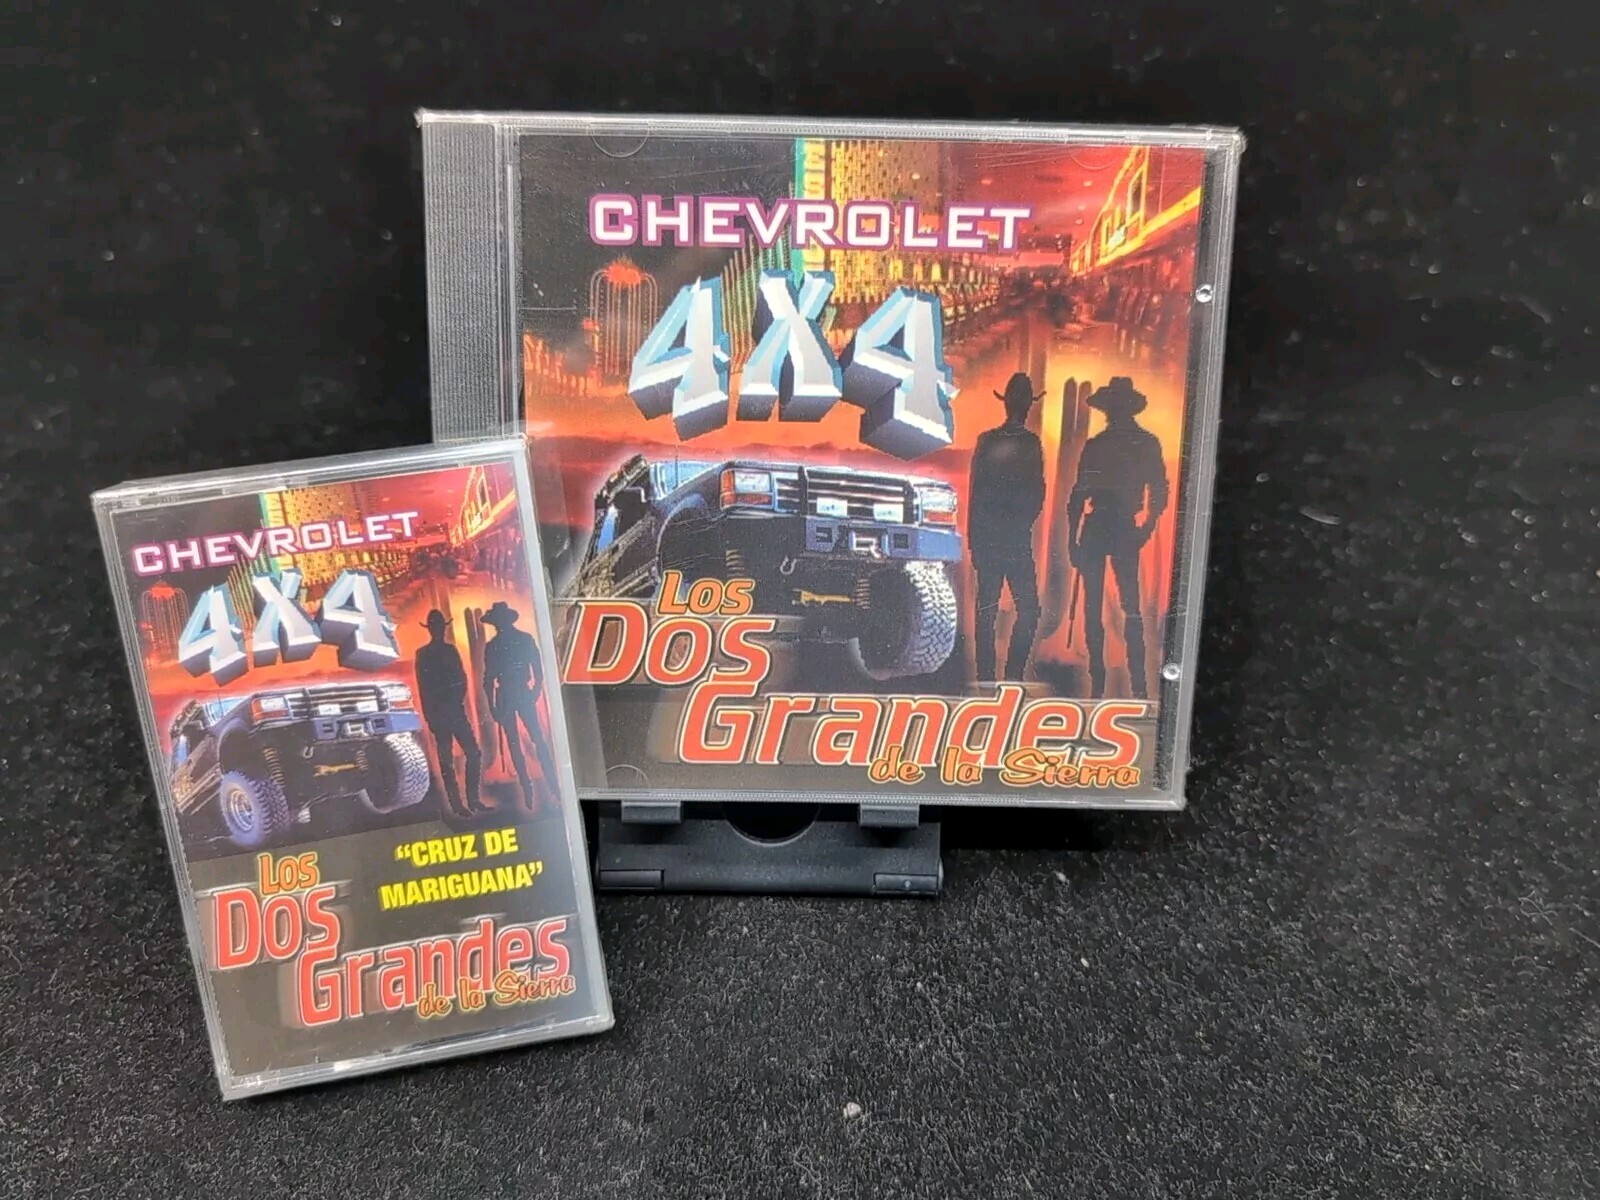 CHEVROLET
4X4
Los
Dos
Grandes
de la Sierra
CHEVROLET
4X4
"CRUZ DE
MARIGUANA"
Los
Dos
Grandes
de la Sierra